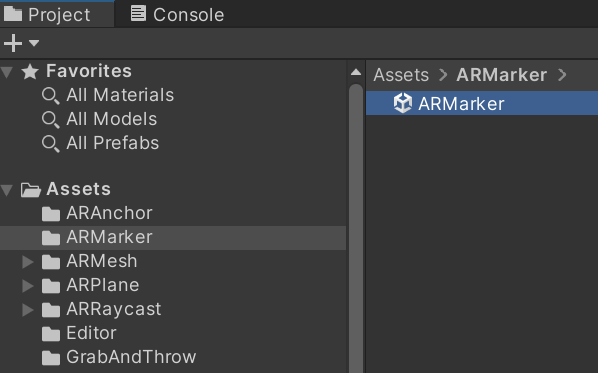 Project Console
Favorites
All Materials
All Models
All Prefabs
Assets
ARAnchor
ARMarker
ARMesh
ARPlane
ARRaycast
Editor
GrabAndThrow
Assets > ARMarker >
ARMarker